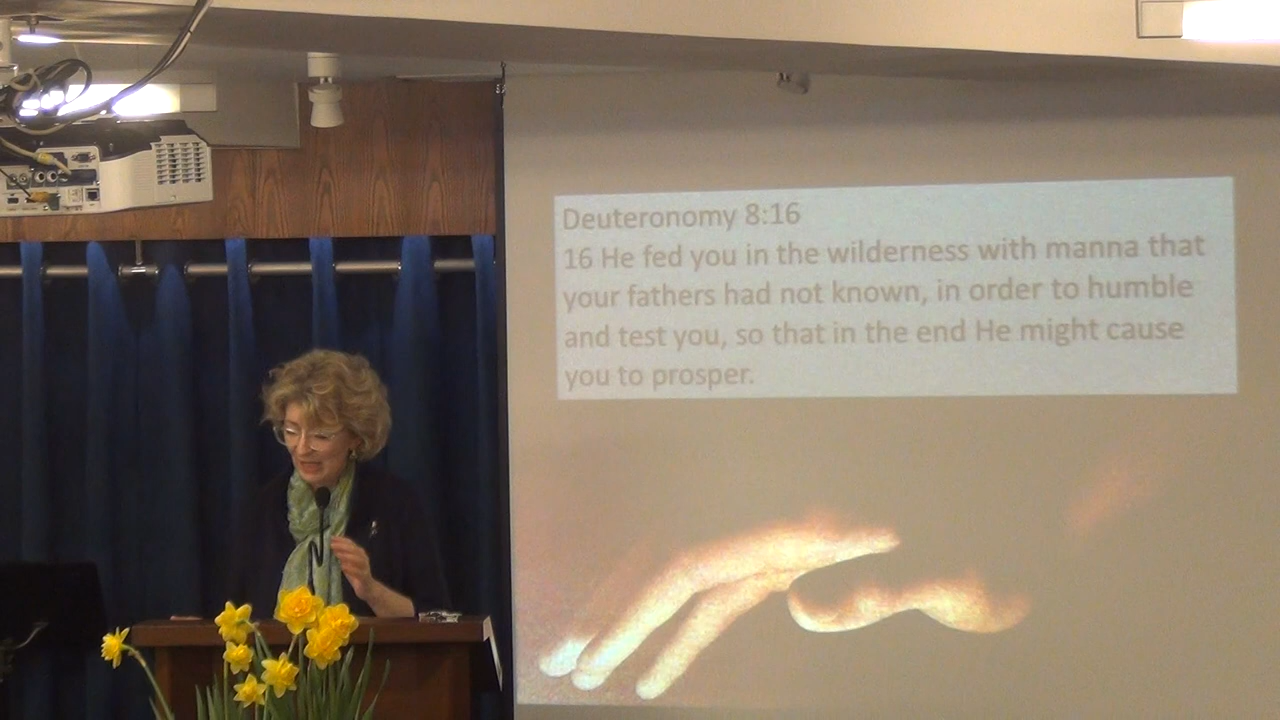 Deuteronomy 8:16
16 He fed you in the wilderness with manna that
your fathers had not known, in order to humble
and test you, so that in the end He might cause
you to prosper.